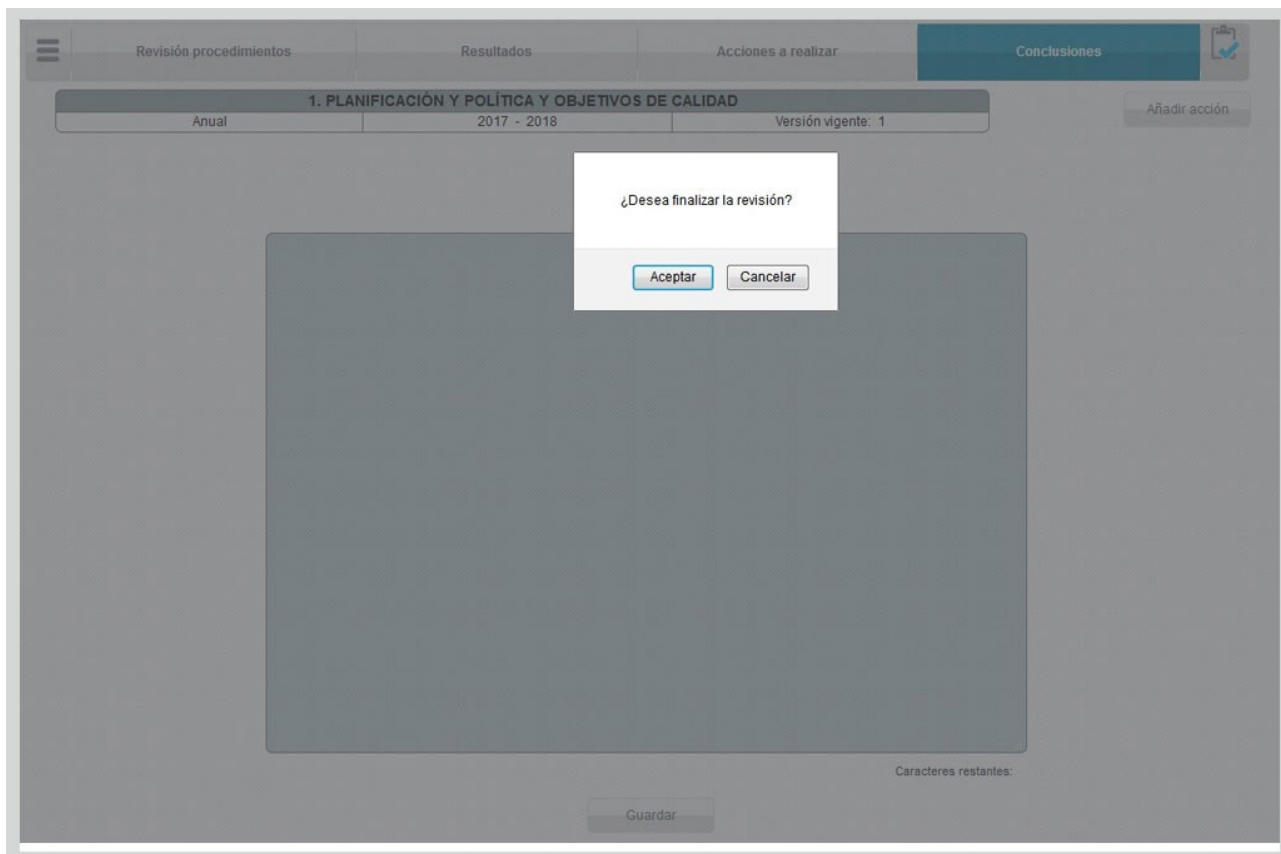 Revisión procedimientos
Resultados
Acciones a realizar
Conclusiones
1. PLANIFICACIÓN Y POLÍTICA Y OBJETIVOS DE CALIDAD
Anual
2017 - 2018
Versión vigente: 1
Añadir acción
¿Desea finalizar la revisión?
Aceptar
Cancelar
Caracteres restantes:
Guardar